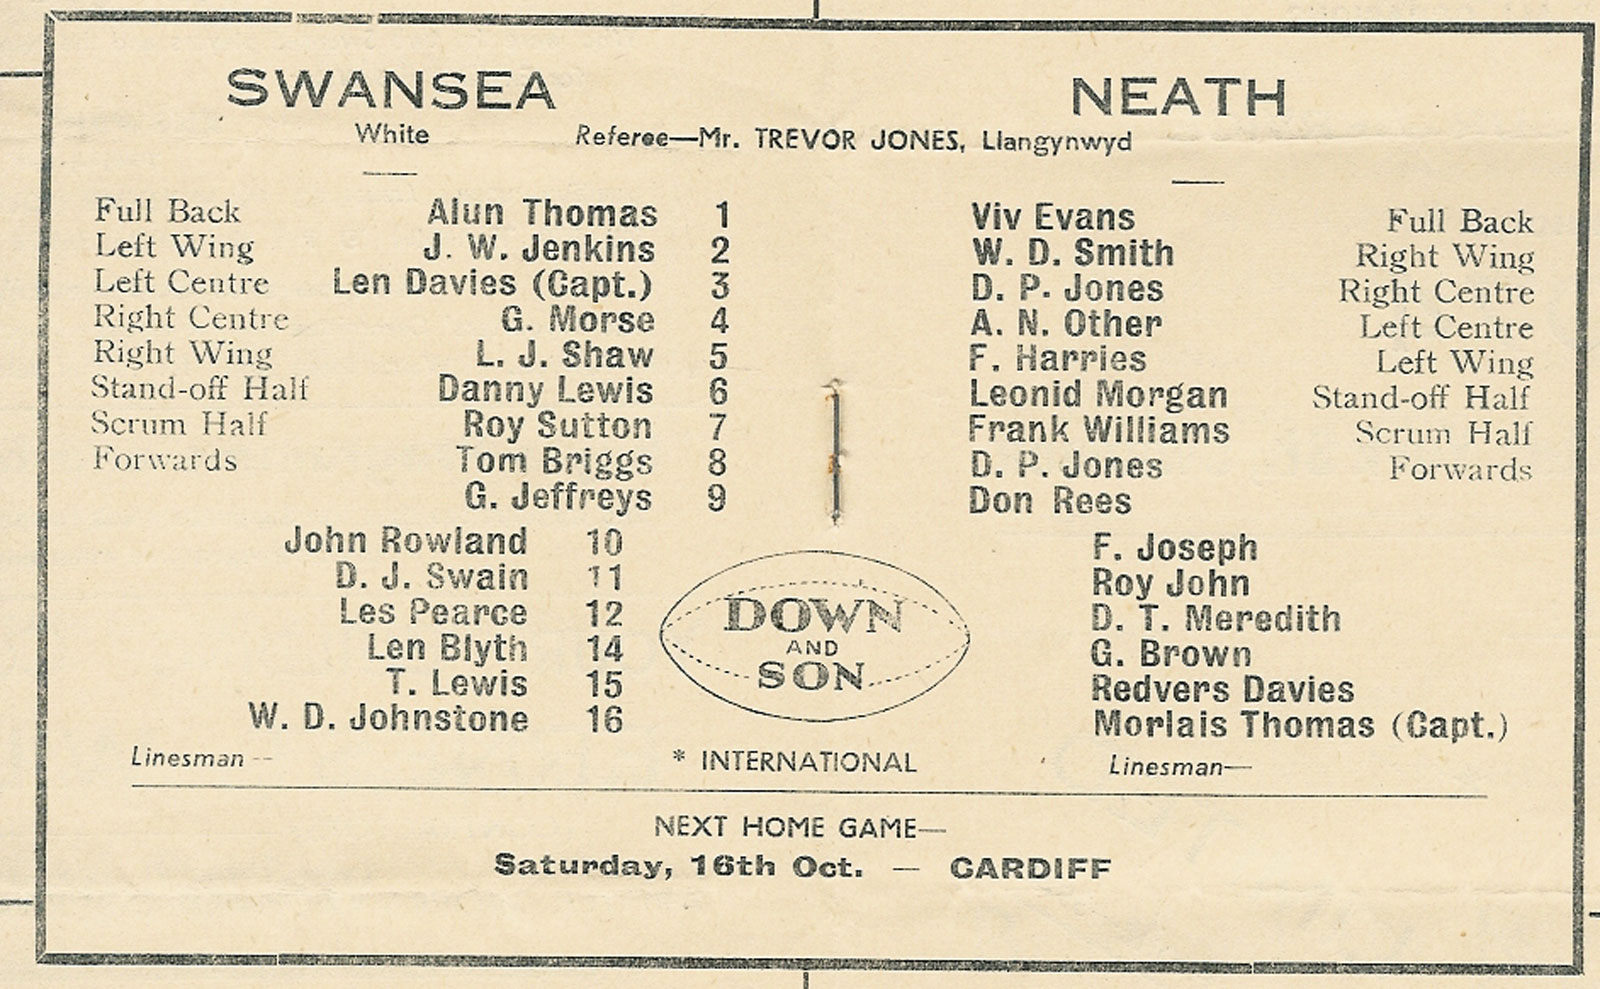 SWANSEA NEATH
White Referee—Mr. TREVOR JONES, Llangynwyd
Full Back Alun Thomas 1 Viv Evans Full Back
Left Wing J. W. Jenkins 2 W. D. Smith Right Wing
Left Centre Len Davies (Capt.) 3 D. P. Jones Right Centre
Right Centre G. Morse 4 A. N. Other Left Centre
Right Wing L. J. Shaw 5 F. Harries Left Wing
Stand-off Half Danny Lewis 6 Leonid Morgan Stand-off Half
Scrum Half Roy Sutton 7 Frank Williams Scrum Half
Forwards Tom Briggs 8 D. P. Jones Forwards
G. Jeffreys 9 Don Rees
John Rowland 10 F. Joseph
D. J. Swain 11 Roy John
Les Pearce 12 D. T. Meredith
Len Blyth 14 G. Brown
T. Lewis 15 Redvers Davies
W. D. Johnstone 16 Morlais Thomas (Capt.)
DOWN
AND
SON
Linesman— * INTERNATIONAL Linesman—
NEXT HOME GAME—
Saturday, 16th Oct. — CARDIFF